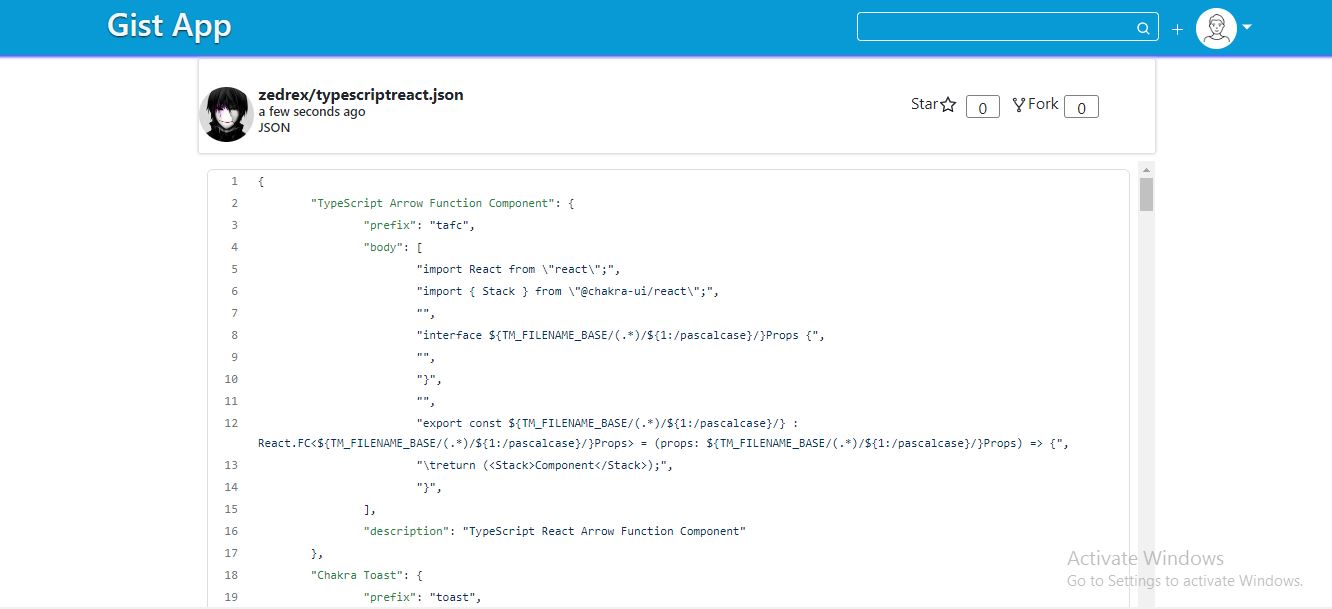 Gist App
+
zedrex/typescriptreact.json
a few seconds ago
JSON
Star 0 Fork 0
1 {
2 "TypeScript Arrow Function Component": {
3 "prefix": "tafc",
4 "body": [
5 "import React from \"react\";",
6 "import { Stack } from \"@chakra-ui/react\";",
7 "",
8 "interface ${TM_FILENAME_BASE/(.*)/${1:/pascalcase}/}Props {",
9 "",
10 "}",
11 "",
12 "export const ${TM_FILENAME_BASE/(.*)/${1:/pascalcase}/} :
React.FC<${TM_FILENAME_BASE/(.*)/${1:/pascalcase}/}Props> = (props: ${TM_FILENAME_BASE/(.*)/${1:/pascalcase}/}Props) => {",
13 "\treturn (<Stack>Component</Stack>);",
14 "}",
15 ],
16 "description": "TypeScript React Arrow Function Component"
17 },
18 "Chakra Toast": {
19 "prefix": "toast",
Activate Windows
Go to Settings to activate Windows.